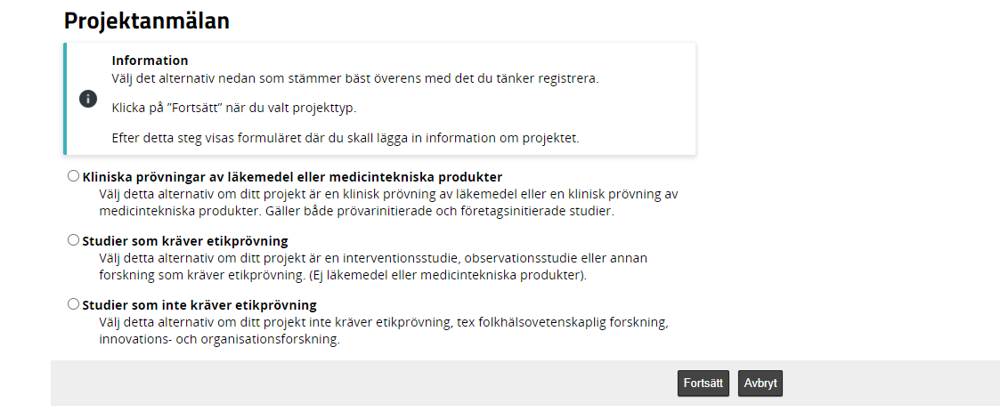 Projektanmälan
Information
Välj det alternativ nedan som stämmer bäst överens med det du tänker registrera.
Klicka på ”Fortsätt” när du valt projekttyp.
Efter detta steg visas formuläret där du skall lägga in information om projektet.
Kliniska prövningar av läkemedel eller medicintekniska produkter
Välj detta alternativ om ditt projekt är en klinisk prövning av läkemedel eller en klinisk prövning av
medicintekniska produkter. Gäller både prövarinitierade och företagsinitierade studier.
Studier som kräver etikprövning
Välj detta alternativ om ditt projekt är en interventionsstudie, observationsstudie eller annan
forskning som kräver etikprövning. (Ej läkemedel eller medicintekniska produkter).
Studier som inte kräver etikprövning
Välj detta alternativ om ditt projekt inte kräver etikprövning, tex folkhälsovetenskaplig forskning,
innovations- och organisationsforskning.
Fortsätt Avbryt